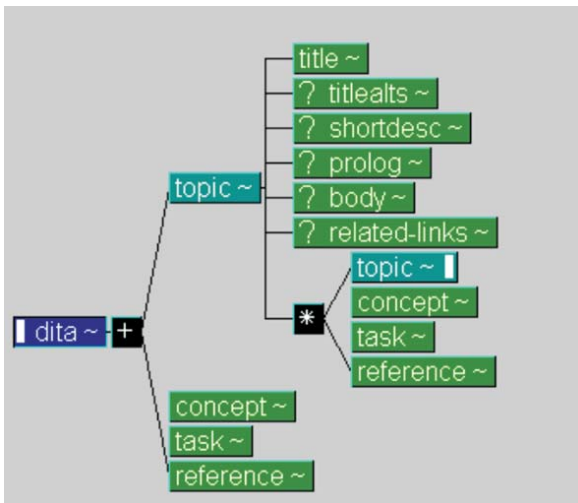 title ~
? titlealts ~
? shortdesc ~
? prolog ~
topic ~
? body ~
? related-links ~
topic ~
concept ~
dita ~ + *
task ~
reference ~
concept ~
task ~
reference ~